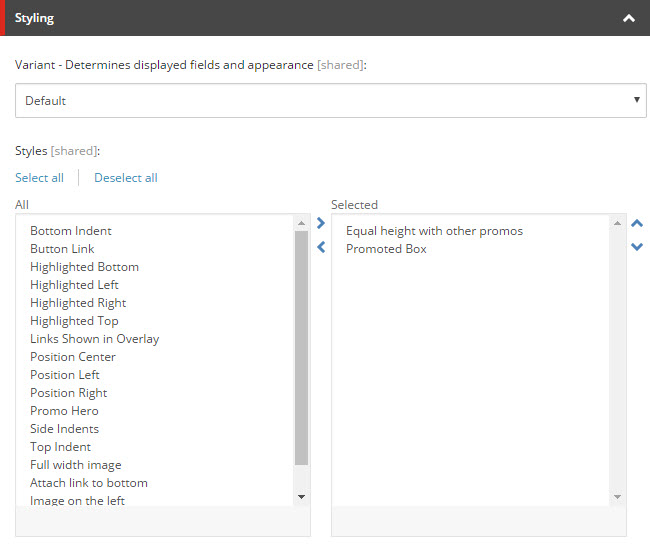 Styling
Variant - Determines displayed fields and appearance [shared]:
Default
Styles [shared]:
Select all
Deselect all
All
Bottom Indent
Button Link
Highlighted Bottom
Highlighted Left
Highlighted Right
Highlighted Top
Links Shown in Overlay
Position Center
Position Left
Position Right
Promo Hero
Side Indents
Top Indent
Full width image
Attach link to bottom
Image on the left
Selected
Equal height with other promos
Promoted Box